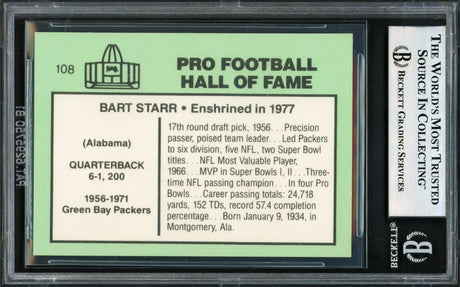 108
PRO FOOTBALL
HALL OF FAME
BART STARR • Enshrined in 1977
(Alabama)
QUARTERBACK
6-1, 200
1956-1971
Green Bay Packers
17th round draft pick, 1956...Precision
passer, poised team leader...Led Packers
to six division, five NFL, two Super Bowl
titles...NFL Most Valuable Player,
1966...MVP in Super Bowls I, II...Three-
time NFL passing champion...In four Pro
Bowls...Career passing totals: 24,718
yards, 152 TDs, record 57.4 completion
percentage...Born January 9, 1934, in
Montgomery, Ala.
THE WORLD'S MOST TRUSTED
SOURCE IN COLLECTING™
BECKETT GRADING SERVICES
BECKETT